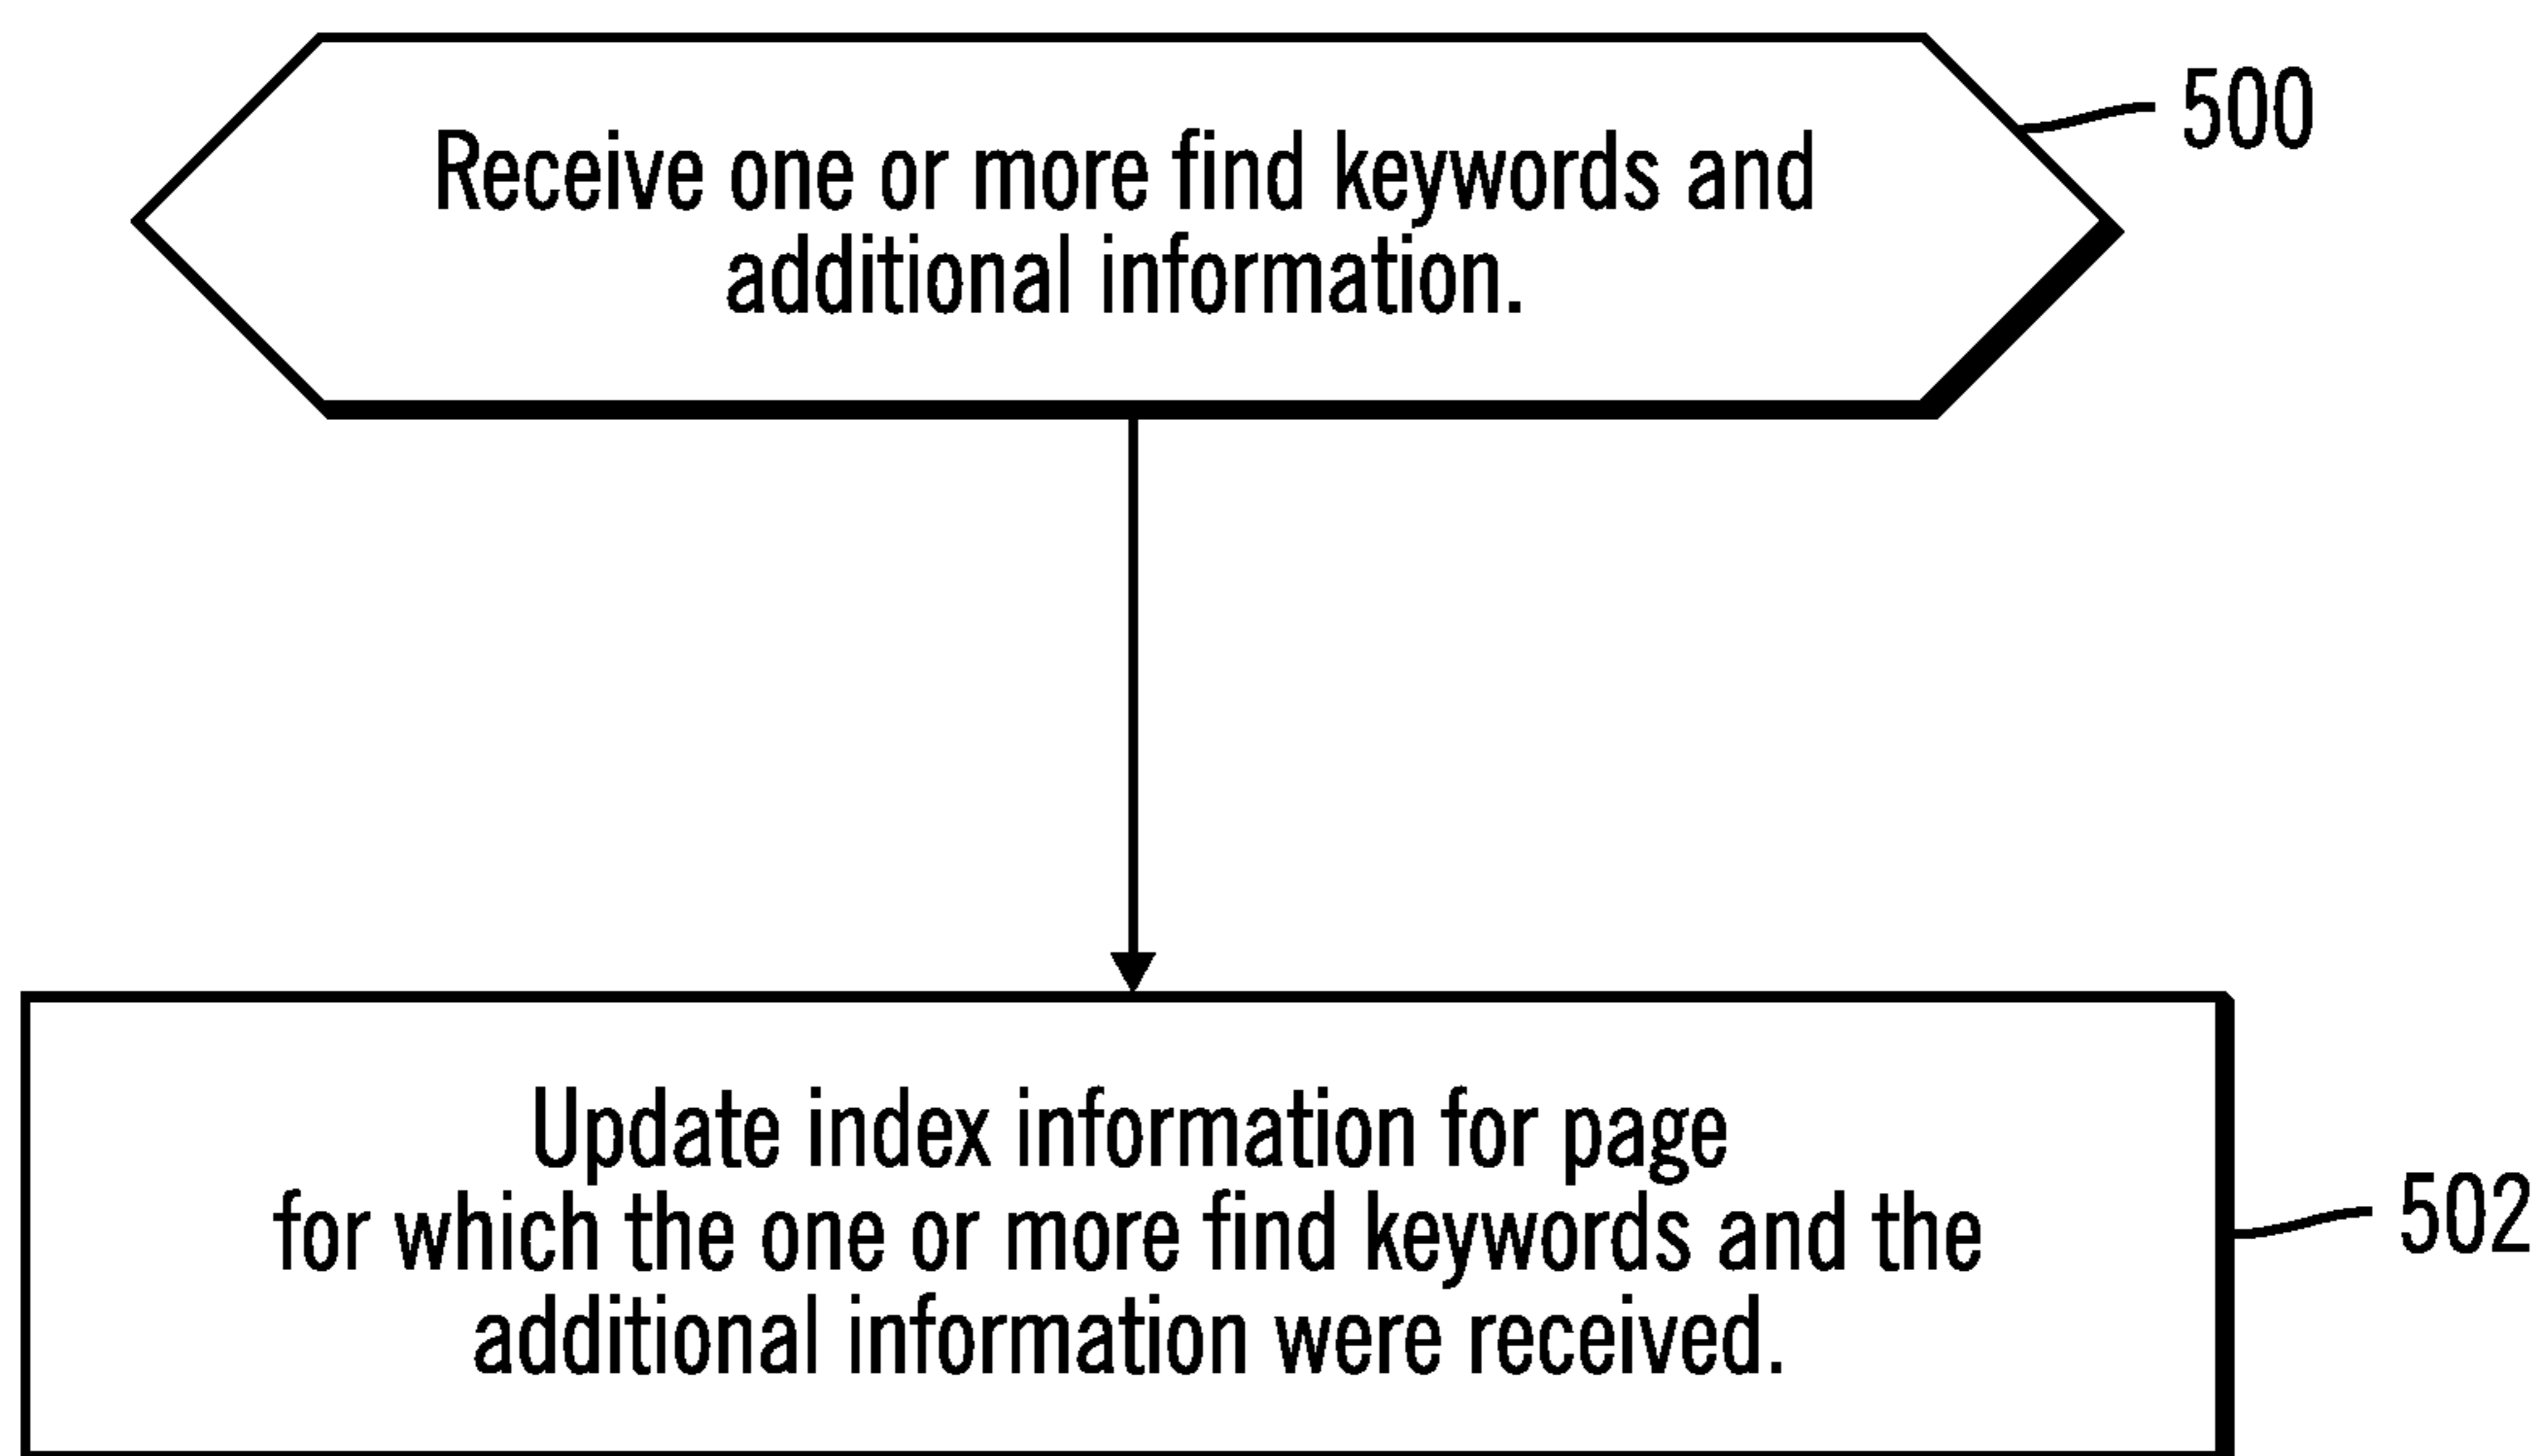 500
Receive one or more find keywords and
additional information.
Update index information for page
for which the one or more find keywords and the
additional information were received.
502